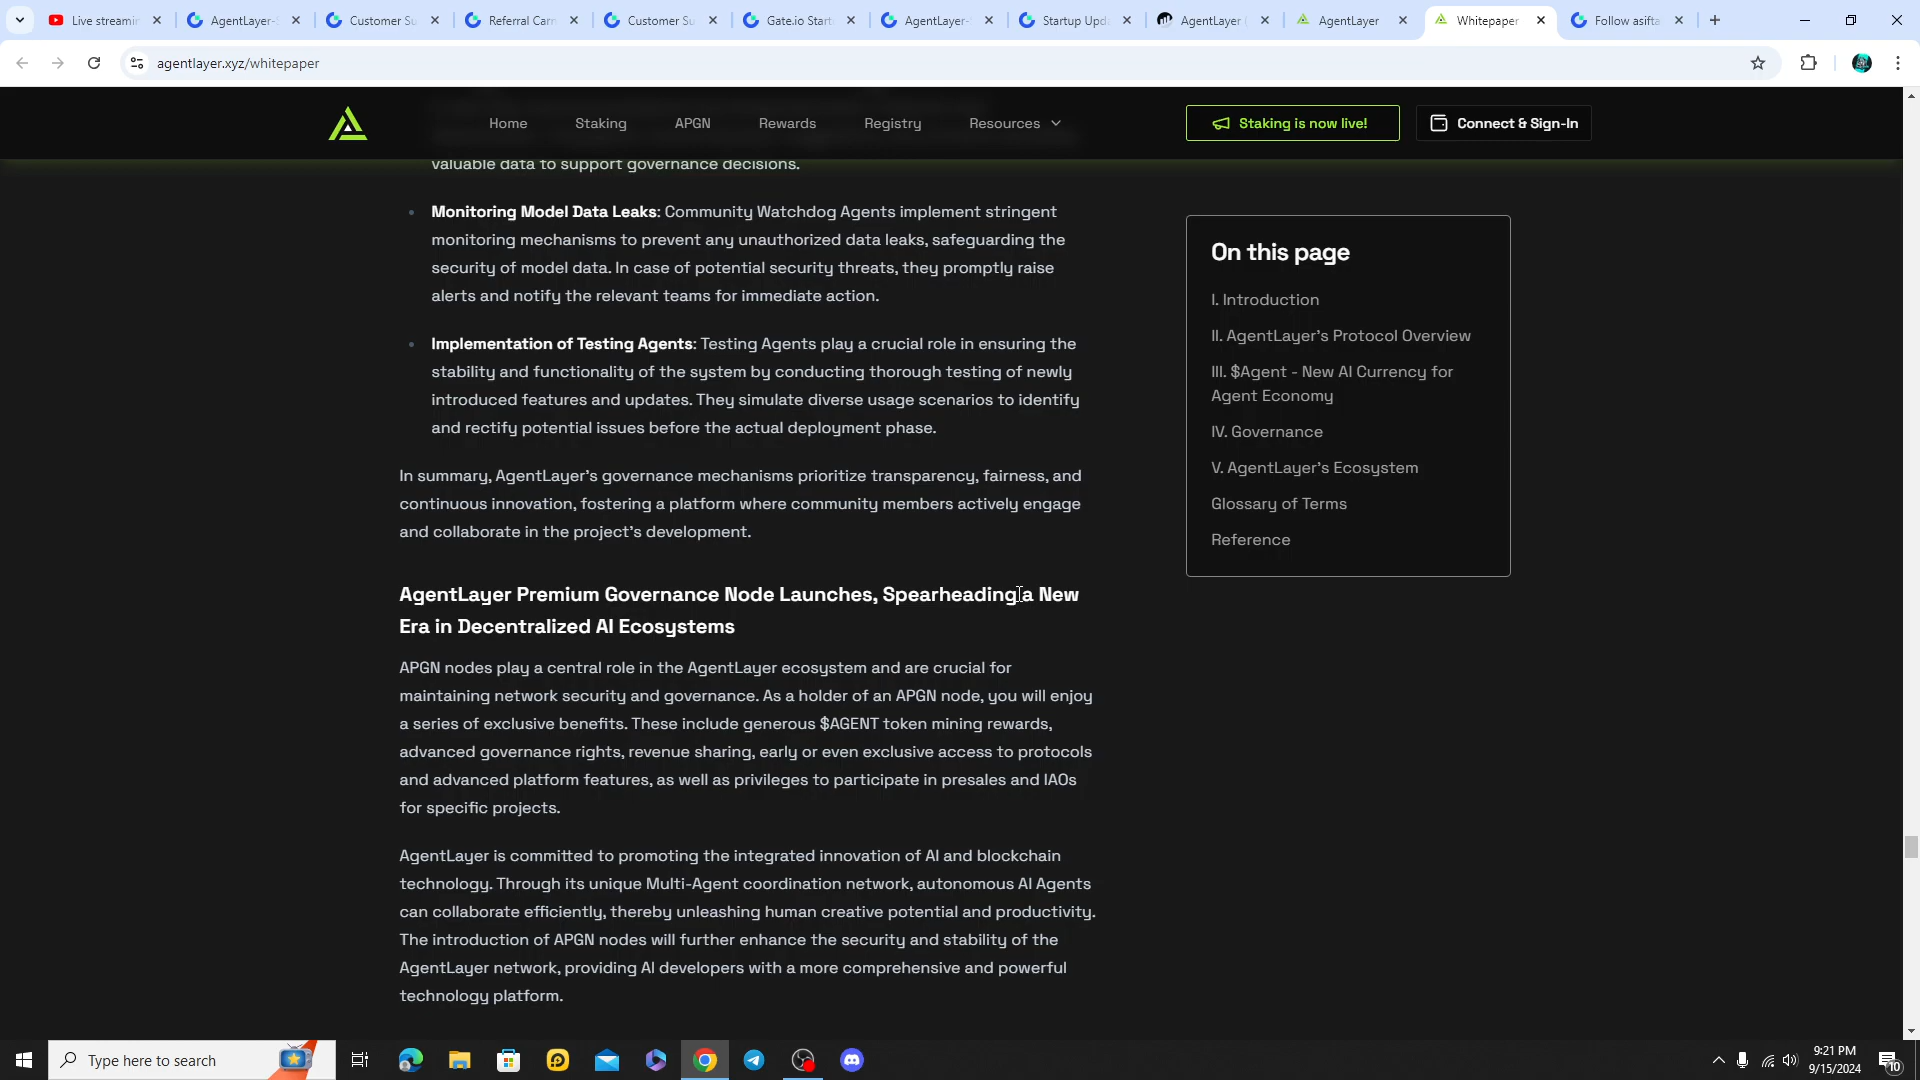 Live streamin
AgentLayer-
Customer Su
Referral Carn
Customer Su
Gate.io Start
AgentLayer-
Startup Upda
AgentLayer (
AgentLayer
Whitepaper
Follow asifta
agentlayer.xyz/whitepaper
Home
Staking
APGN
Rewards
Registry
Resources
Staking is now live!
Connect & Sign-In
valuable data to support governance decisions.
• Monitoring Model Data Leaks: Community Watchdog Agents implement stringent
monitoring mechanisms to prevent any unauthorized data leaks, safeguarding the
security of model data. In case of potential security threats, they promptly raise
alerts and notify the relevant teams for immediate action.
• Implementation of Testing Agents: Testing Agents play a crucial role in ensuring the
stability and functionality of the system by conducting thorough testing of newly
introduced features and updates. They simulate diverse usage scenarios to identify
and rectify potential issues before the actual deployment phase.
In summary, AgentLayer's governance mechanisms prioritize transparency, fairness, and
continuous innovation, fostering a platform where community members actively engage
and collaborate in the project's development.
AgentLayer Premium Governance Node Launches, Spearheading a New
Era in Decentralized AI Ecosystems
APGN nodes play a central role in the AgentLayer ecosystem and are crucial for
maintaining network security and governance. As a holder of an APGN node, you will enjoy
a series of exclusive benefits. These include generous $AGENT token mining rewards,
advanced governance rights, revenue sharing, early or even exclusive access to protocols
and advanced platform features, as well as privileges to participate in presales and IAOs
for specific projects.
AgentLayer is committed to promoting the integrated innovation of AI and blockchain
technology. Through its unique Multi-Agent coordination network, autonomous AI Agents
can collaborate efficiently, thereby unleashing human creative potential and productivity.
The introduction of APGN nodes will further enhance the security and stability of the
AgentLayer network, providing AI developers with a more comprehensive and powerful
technology platform.
On this page
I. Introduction
II. AgentLayer's Protocol Overview
III. $Agent - New AI Currency for
Agent Economy
IV. Governance
V. AgentLayer's Ecosystem
Glossary of Terms
Reference
Type here to search
9:21 PM
9/15/2024
10